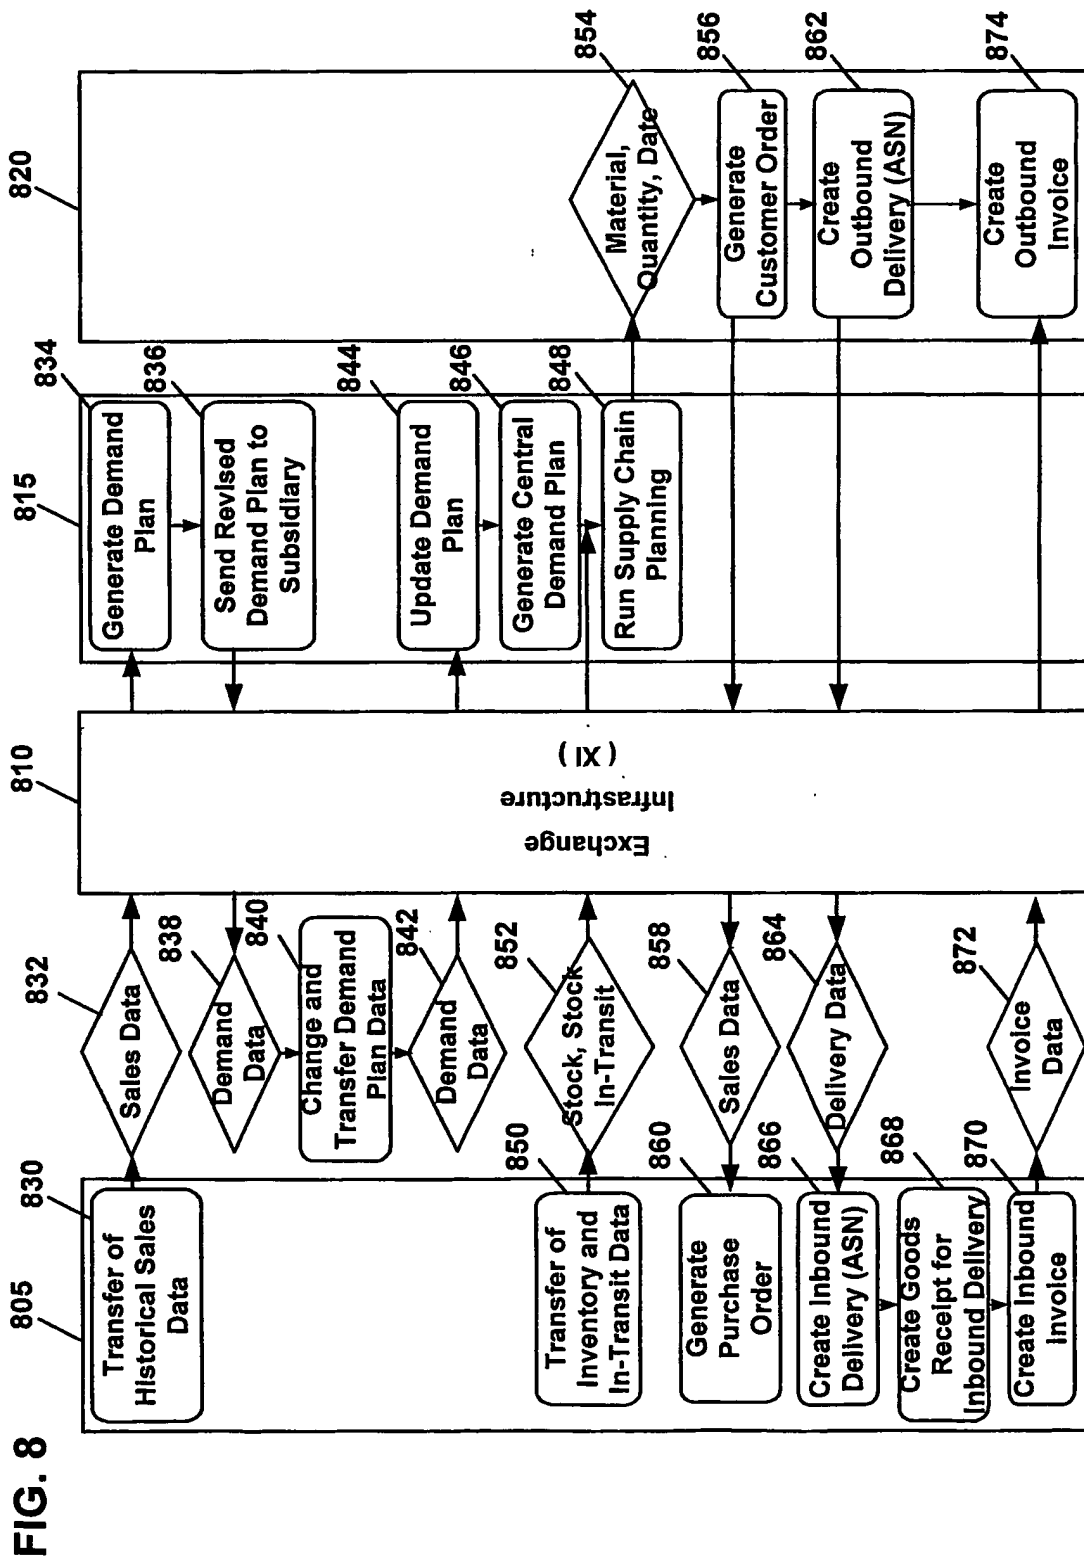 FIG. 8
805
830
Transfer of
Historical Sales
Data
832
Sales Data
810
Exchange
Infrastructure
( XI )
815
834
Generate Demand
Plan
836
Send Revised
Demand Plan to
Subsidiary
838
Demand
Data
840
Change and
Transfer Demand
Plan Data
842
Demand
Data
844
Update Demand
Plan
846
Generate Central
Demand Plan
848
Run Supply Chain
Planning
850
Transfer of
Inventory and
In-Transit Data
852
Stock, Stock
In-Transit
820
854
Material,
Quantity, Date
856
Generate
Customer Order
858
Sales Data
860
Generate
Purchase
Order
862
Create
Outbound
Delivery (ASN)
864
Delivery Data
866
Create Inbound
Delivery (ASN)
868
Create Goods
Receipt for
Inbound Delivery
870
Create Inbound
Invoice
872
Invoice
Data
874
Create
Outbound
Invoice